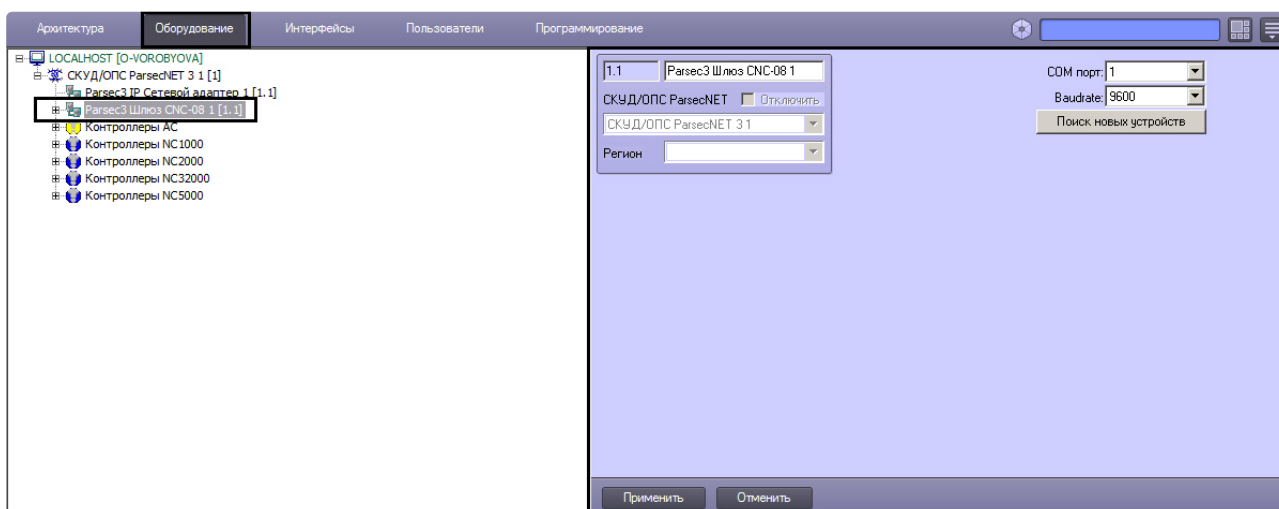 Архитектура Оборудование Интерфейсы Пользователи Программирование
LOCALHOST [O-VOROBYOVA]
СКУД/ОПС ParsecNET 3 1 [1]
Parsec3 IP Сетевой адаптер 1 [1.1]
Parsec3 Шлюз CNC-08 1 [1.1]
Контроллеры AC
Контроллеры NC1000
Контроллеры NC2000
Контроллеры NC32000
Контроллеры NC5000
1.1 Parsec3 Шлюз CNC-08 1
СКУД/ОПС ParsecNET Отключить
СКУД/ОПС ParsecNET 3 1
Регион
COM порт: 1
Baudrate: 9600
Поиск новых устройств
Применить Отменить